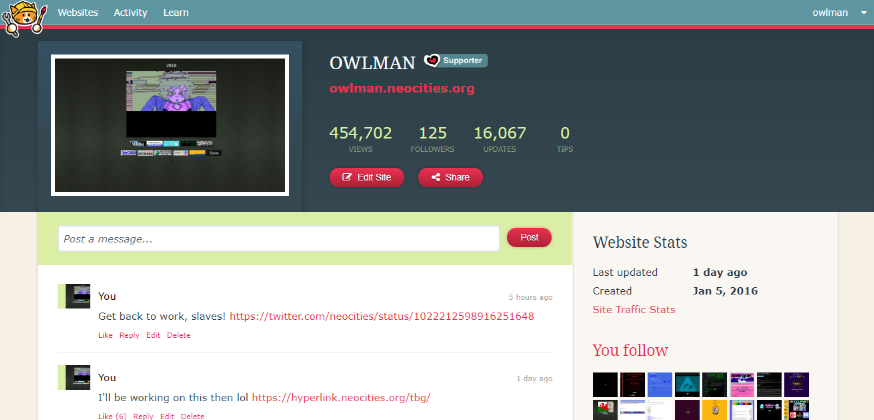 Websites Activity Learn owlman
2018
OWLMAN Supporter
owlman.neocities.org
454,702 125 16,067 0
VIEWS FOLLOWERS UPDATES TIPS
Edit Site Share
Post a message... Post
Website Stats
Last updated 1 day ago
Created Jan 5, 2016
Site Traffic Stats
You 5 hours ago
Get back to work, slaves! https://twitter.com/neocities/status/1022212598916251648
Like Reply Edit Delete
You follow
You 1 day ago
I'll be working on this then lol https://hyperlink.neocities.org/tbg/
Like (6) Reply Edit Delete